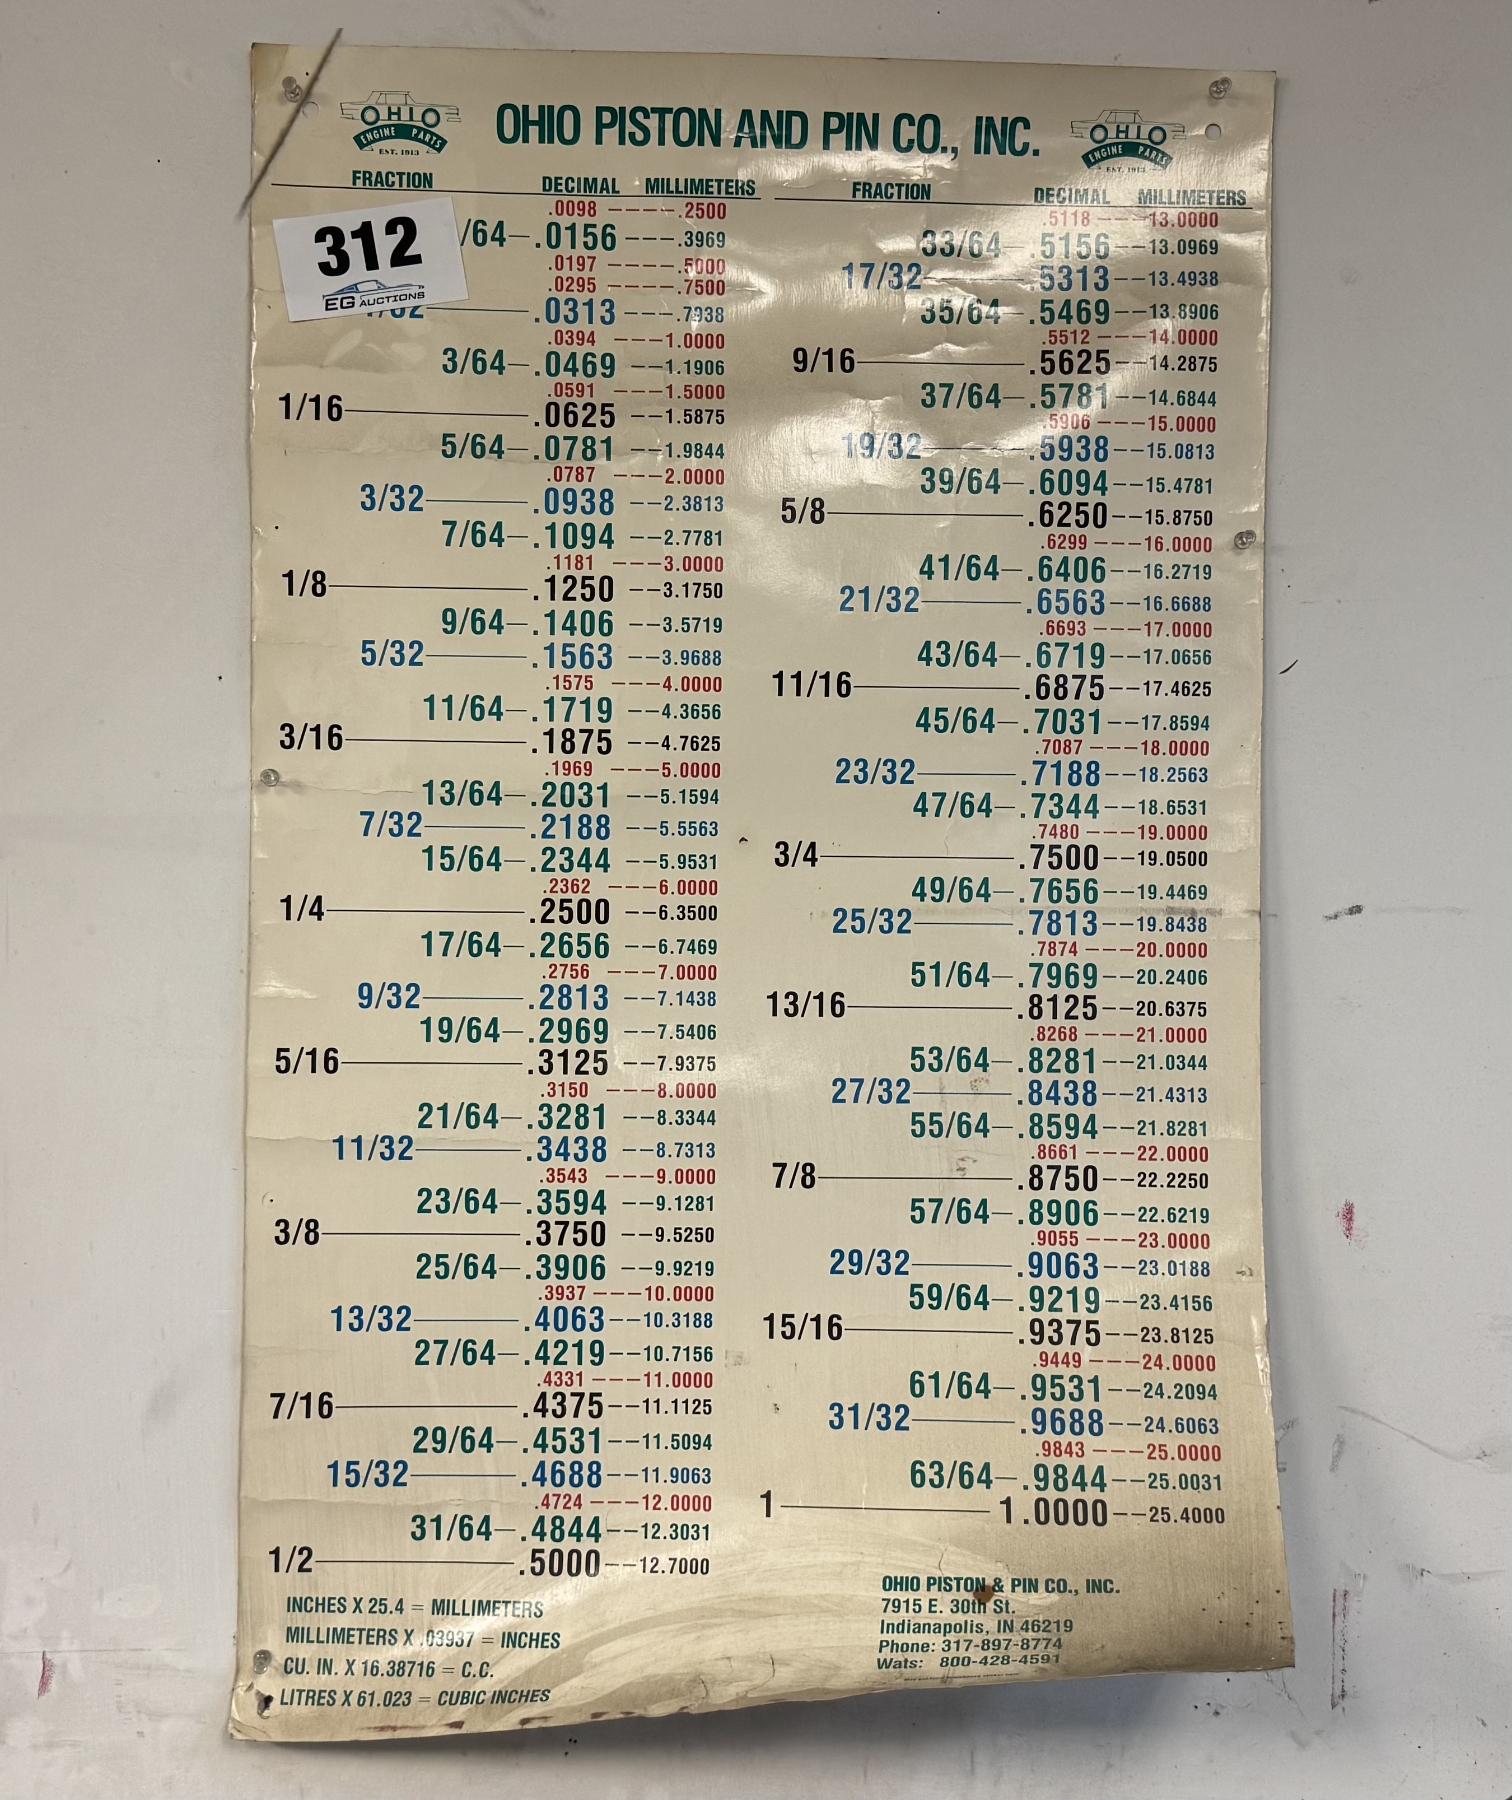 OHIO
ENGINE PARTS
EST. 1913
OHIO PISTON AND PIN CO., INC.
OHIO
ENGINE PARTS
EST. 1913
FRACTION DECIMAL MILLIMETERS
.0098 .2500
/64 .0156 .3969
.0197 .5000
.0295 .7500
1/32 .0313 .7938
.0394 1.0000
3/64 .0469 1.1906
.0591 1.5000
1/16 .0625 1.5875
5/64 .0781 1.9844
.0787 2.0000
3/32 .0938 2.3813
7/64 .1094 2.7781
.1181 3.0000
1/8 .1250 3.1750
9/64 .1406 3.5719
5/32 .1563 3.9688
.1575 4.0000
11/64 .1719 4.3656
3/16 .1875 4.7625
.1969 5.0000
13/64 .2031 5.1594
7/32 .2188 5.5563
15/64 .2344 5.9531
.2362 6.0000
1/4 .2500 6.3500
17/64 .2656 6.7469
.2756 7.0000
9/32 .2813 7.1438
19/64 .2969 7.5406
5/16 .3125 7.9375
.3150 8.0000
21/64 .3281 8.3344
11/32 .3438 8.7313
.3543 9.0000
23/64 .3594 9.1281
3/8 .3750 9.5250
25/64 .3906 9.9219
.3937 10.0000
13/32 .4063 10.3188
27/64 .4219 10.7156
.4331 11.0000
7/16 .4375 11.1125
29/64 .4531 11.5094
15/32 .4688 11.9063
.4724 12.0000
31/64 .4844 12.3031
1/2 .5000 12.7000
FRACTION DECIMAL MILLIMETERS
.5118 13.0000
33/64 .5156 13.0969
17/32 .5313 13.4938
35/64 .5469 13.8906
.5512 14.0000
9/16 .5625 14.2875
37/64 .5781 14.6844
.5906 15.0000
19/32 .5938 15.0813
39/64 .6094 15.4781
5/8 .6250 15.8750
.6299 16.0000
41/64 .6406 16.2719
21/32 .6563 16.6688
.6693 17.0000
43/64 .6719 17.0656
11/16 .6875 17.4625
45/64 .7031 17.8594
.7087 18.0000
23/32 .7188 18.2563
47/64 .7344 18.6531
.7480 19.0000
3/4 .7500 19.0500
49/64 .7656 19.4469
25/32 .7813 19.8438
.7874 20.0000
51/64 .7969 20.2406
13/16 .8125 20.6375
.8268 21.0000
53/64 .8281 21.0344
27/32 .8438 21.4313
55/64 .8594 21.8281
.8661 22.0000
7/8 .8750 22.2250
57/64 .8906 22.6219
.9055 23.0000
29/32 .9063 23.0188
59/64 .9219 23.4156
15/16 .9375 23.8125
.9449 24.0000
61/64 .9531 24.2094
31/32 .9688 24.6063
.9843 25.0000
63/64 .9844 25.0031
1 1.0000 25.4000
312
EG AUCTIONS
INCHES X 25.4 = MILLIMETERS
MILLIMETERS X .03937 = INCHES
CU. IN. X 16.38716 = C.C.
LITRES X 61.023 = CUBIC INCHES
OHIO PISTON & PIN CO., INC.
7915 E. 30th St.
Indianapolis, IN 46219
Phone: 317-897-8774
Wats: 800-428-4591